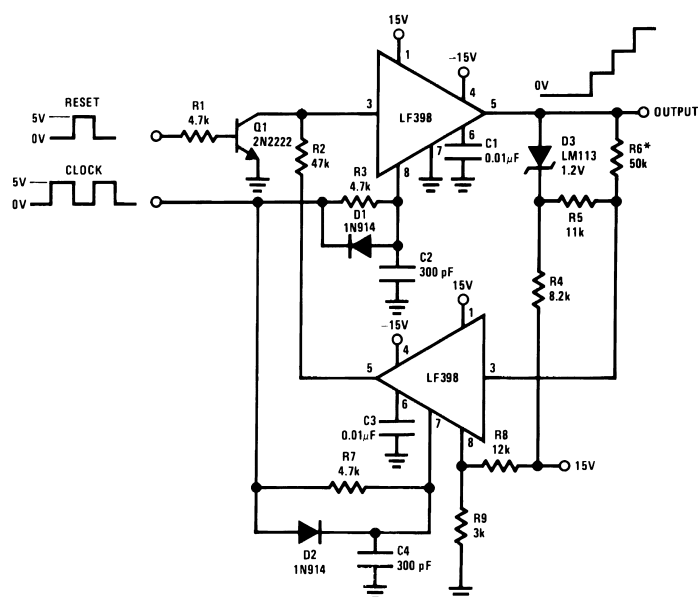 15V
1
-15V
4
0V
3
LF398
5
OUTPUT
RESET
5V
0V
R1
4.7k
Q1
2N2222
R2
47k
6
7
8
C1
0.01μF
D3
LM113
1.2V
R6*
50k
CLOCK
5V
0V
R3
4.7k
D1
1N914
R5
11k
C2
300 pF
R4
8.2k
15V
1
-15V
4
5
LF398
3
6
7
8
C3
0.01μF
R8
12k
15V
R7
4.7k
R9
3k
D2
1N914
C4
300 pF